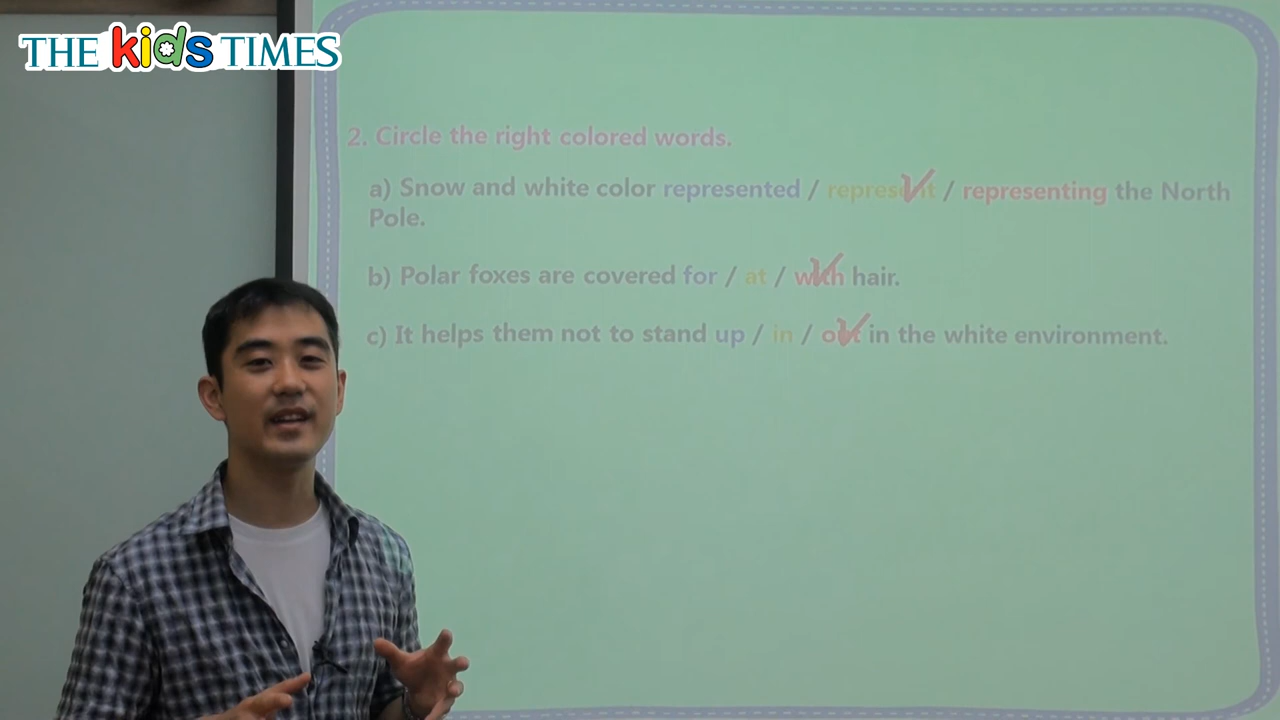 THE kids TIMES
2. Circle the right colored words.
a) Snow and white color represented / represent / representing the North
Pole.
b) Polar foxes are covered for / at / with hair.
c) It helps them not to stand up / in / out in the white environment.